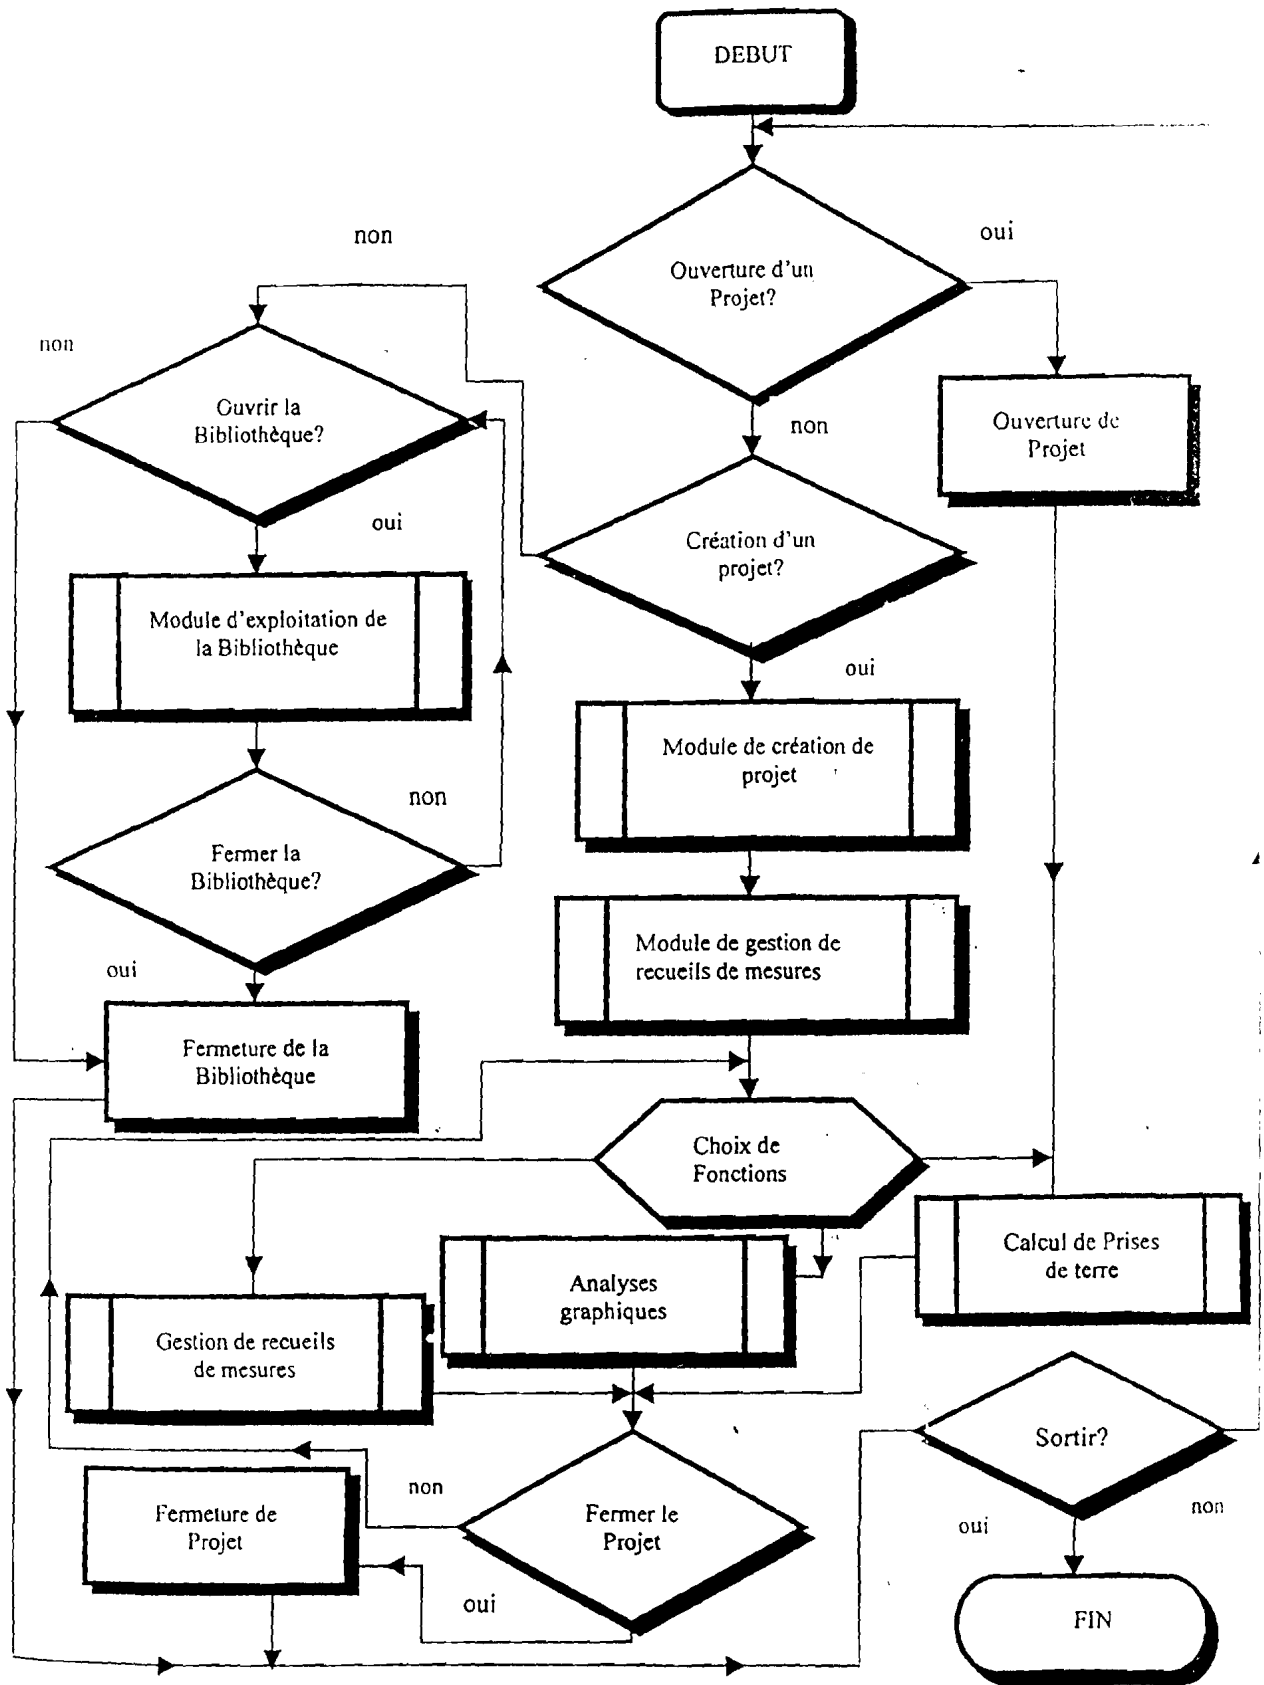 DEBUT
non
oui
Ouverture d'un
Projet?
non
Ouvrir la
Bibliothèque?
non
Ouverture de
Projet
oui
Création d'un
projet?
Module d'exploitation de
la Bibliothèque
oui
Module de création de
projet
non
Fermer la
Bibliothèque?
Module de gestion de
recueils de mesures
oui
Fermeture de la
Bibliothèque
Choix de
Fonctions
Calcul de Prises
de terre
Analyses
graphiques
Gestion de recueils
de mesures
Sortir?
non
Fermeture de
Projet
Fermer le
Projet
non
oui
oui
FIN